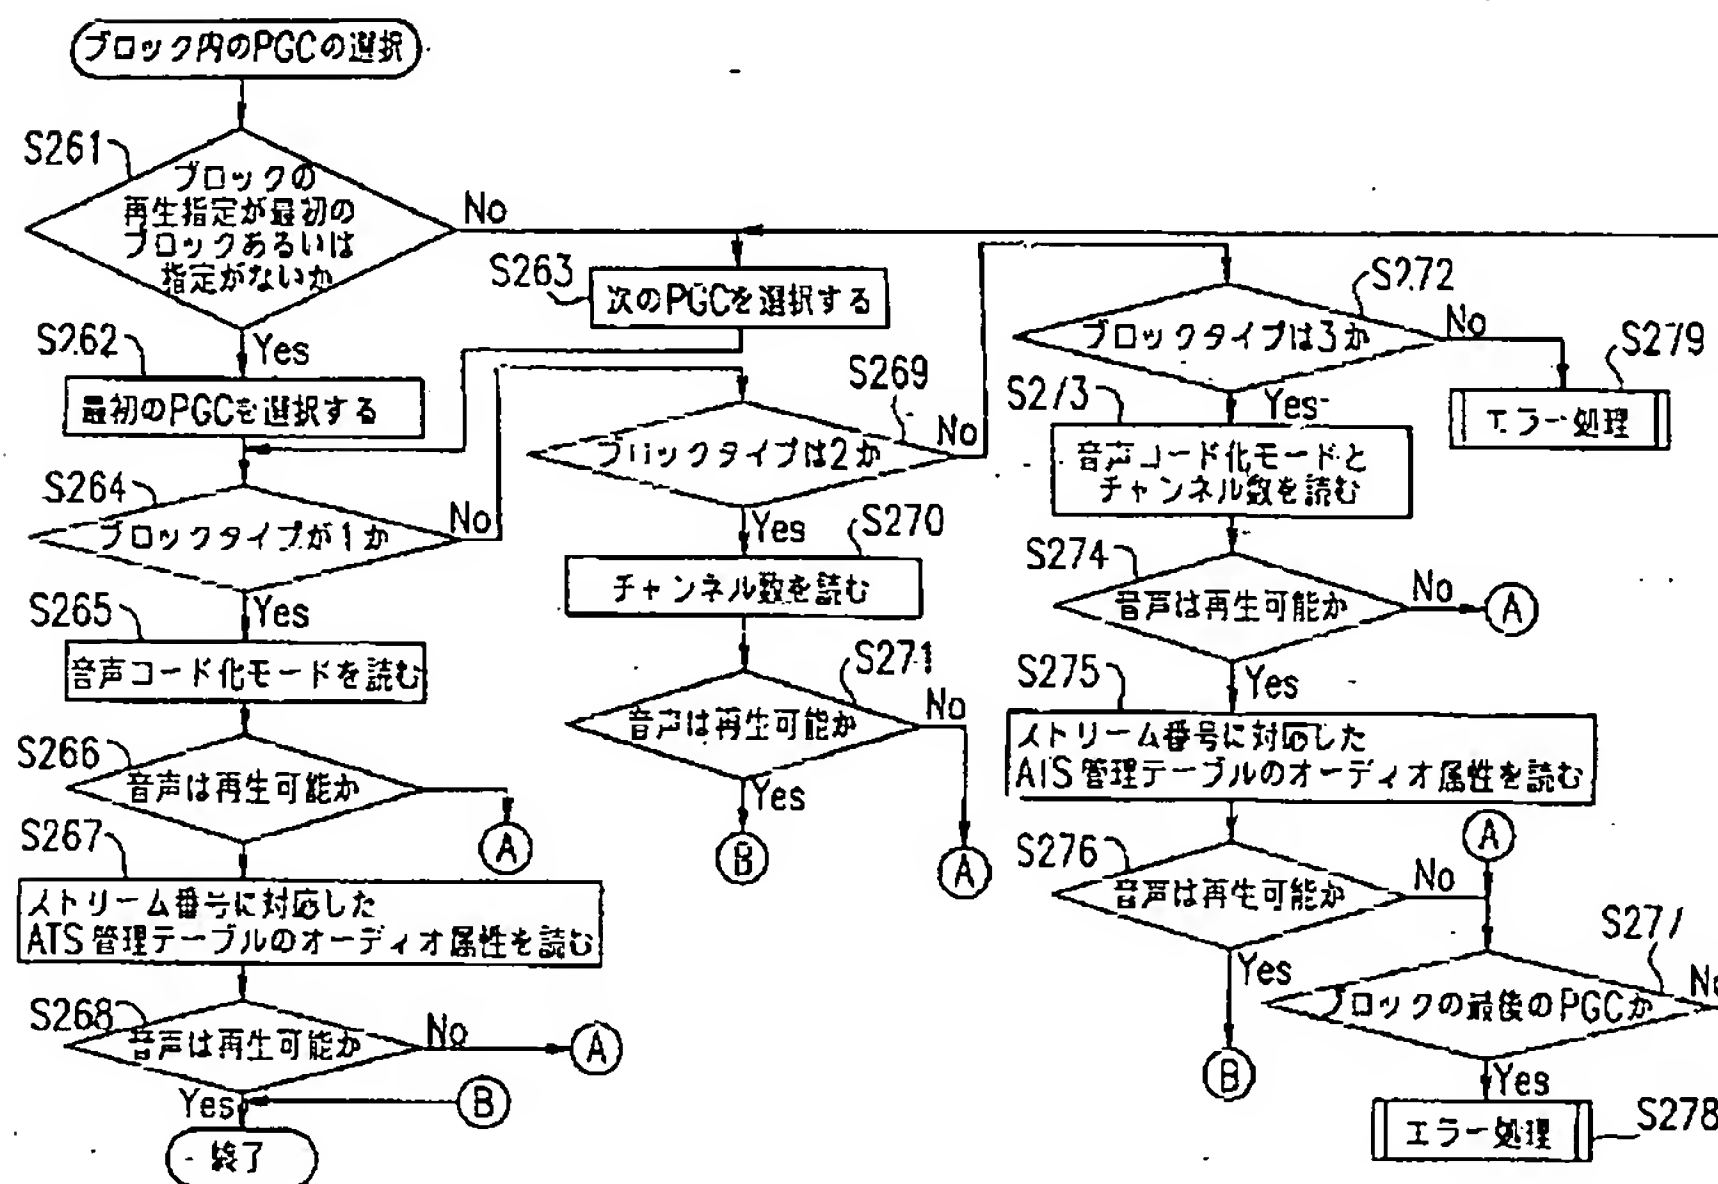 ブロック内のPGCの選択
S261
ブロックの
再生指定が最初の
ブロックあるいは
指定がないか
No
Yes
S262
最初のPGCを選択する
S263
次のPGCを選択する
S264
ブロックタイプが1か
No
Yes
S265
音声コード化モードを読む
S266
音声は再生可能か
A
S267
ストリーム番号に対応した
ATS管理テーブルのオーディオ属性を読む
S268
音声は再生可能か
No
A
Yes
B
終了
S269
ブロックタイプは2か
No
Yes
S270
チャンネル数を読む
S271
音声は再生可能か
No
Yes
B
A
S272
ブロックタイプは3か
No
S279
エラー処理
Yes
S273
音声コード化モードと
チャンネル数を読む
S274
音声は再生可能か
No
A
Yes
S275
ストリーム番号に対応した
ATS管理テーブルのオーディオ属性を読む
S276
音声は再生可能か
No
A
Yes
B
S277
ブロックの最後のPGCか
No
Yes
S278
エラー処理